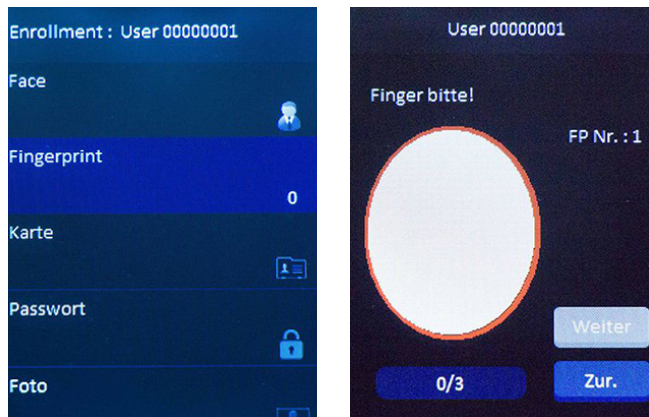 Enrollment : User 00000001
Face
Fingerprint
0
Karte
Passwort
Foto
User 00000001
Finger bitte!
FP Nr. : 1
Weiter
0/3
Zur.